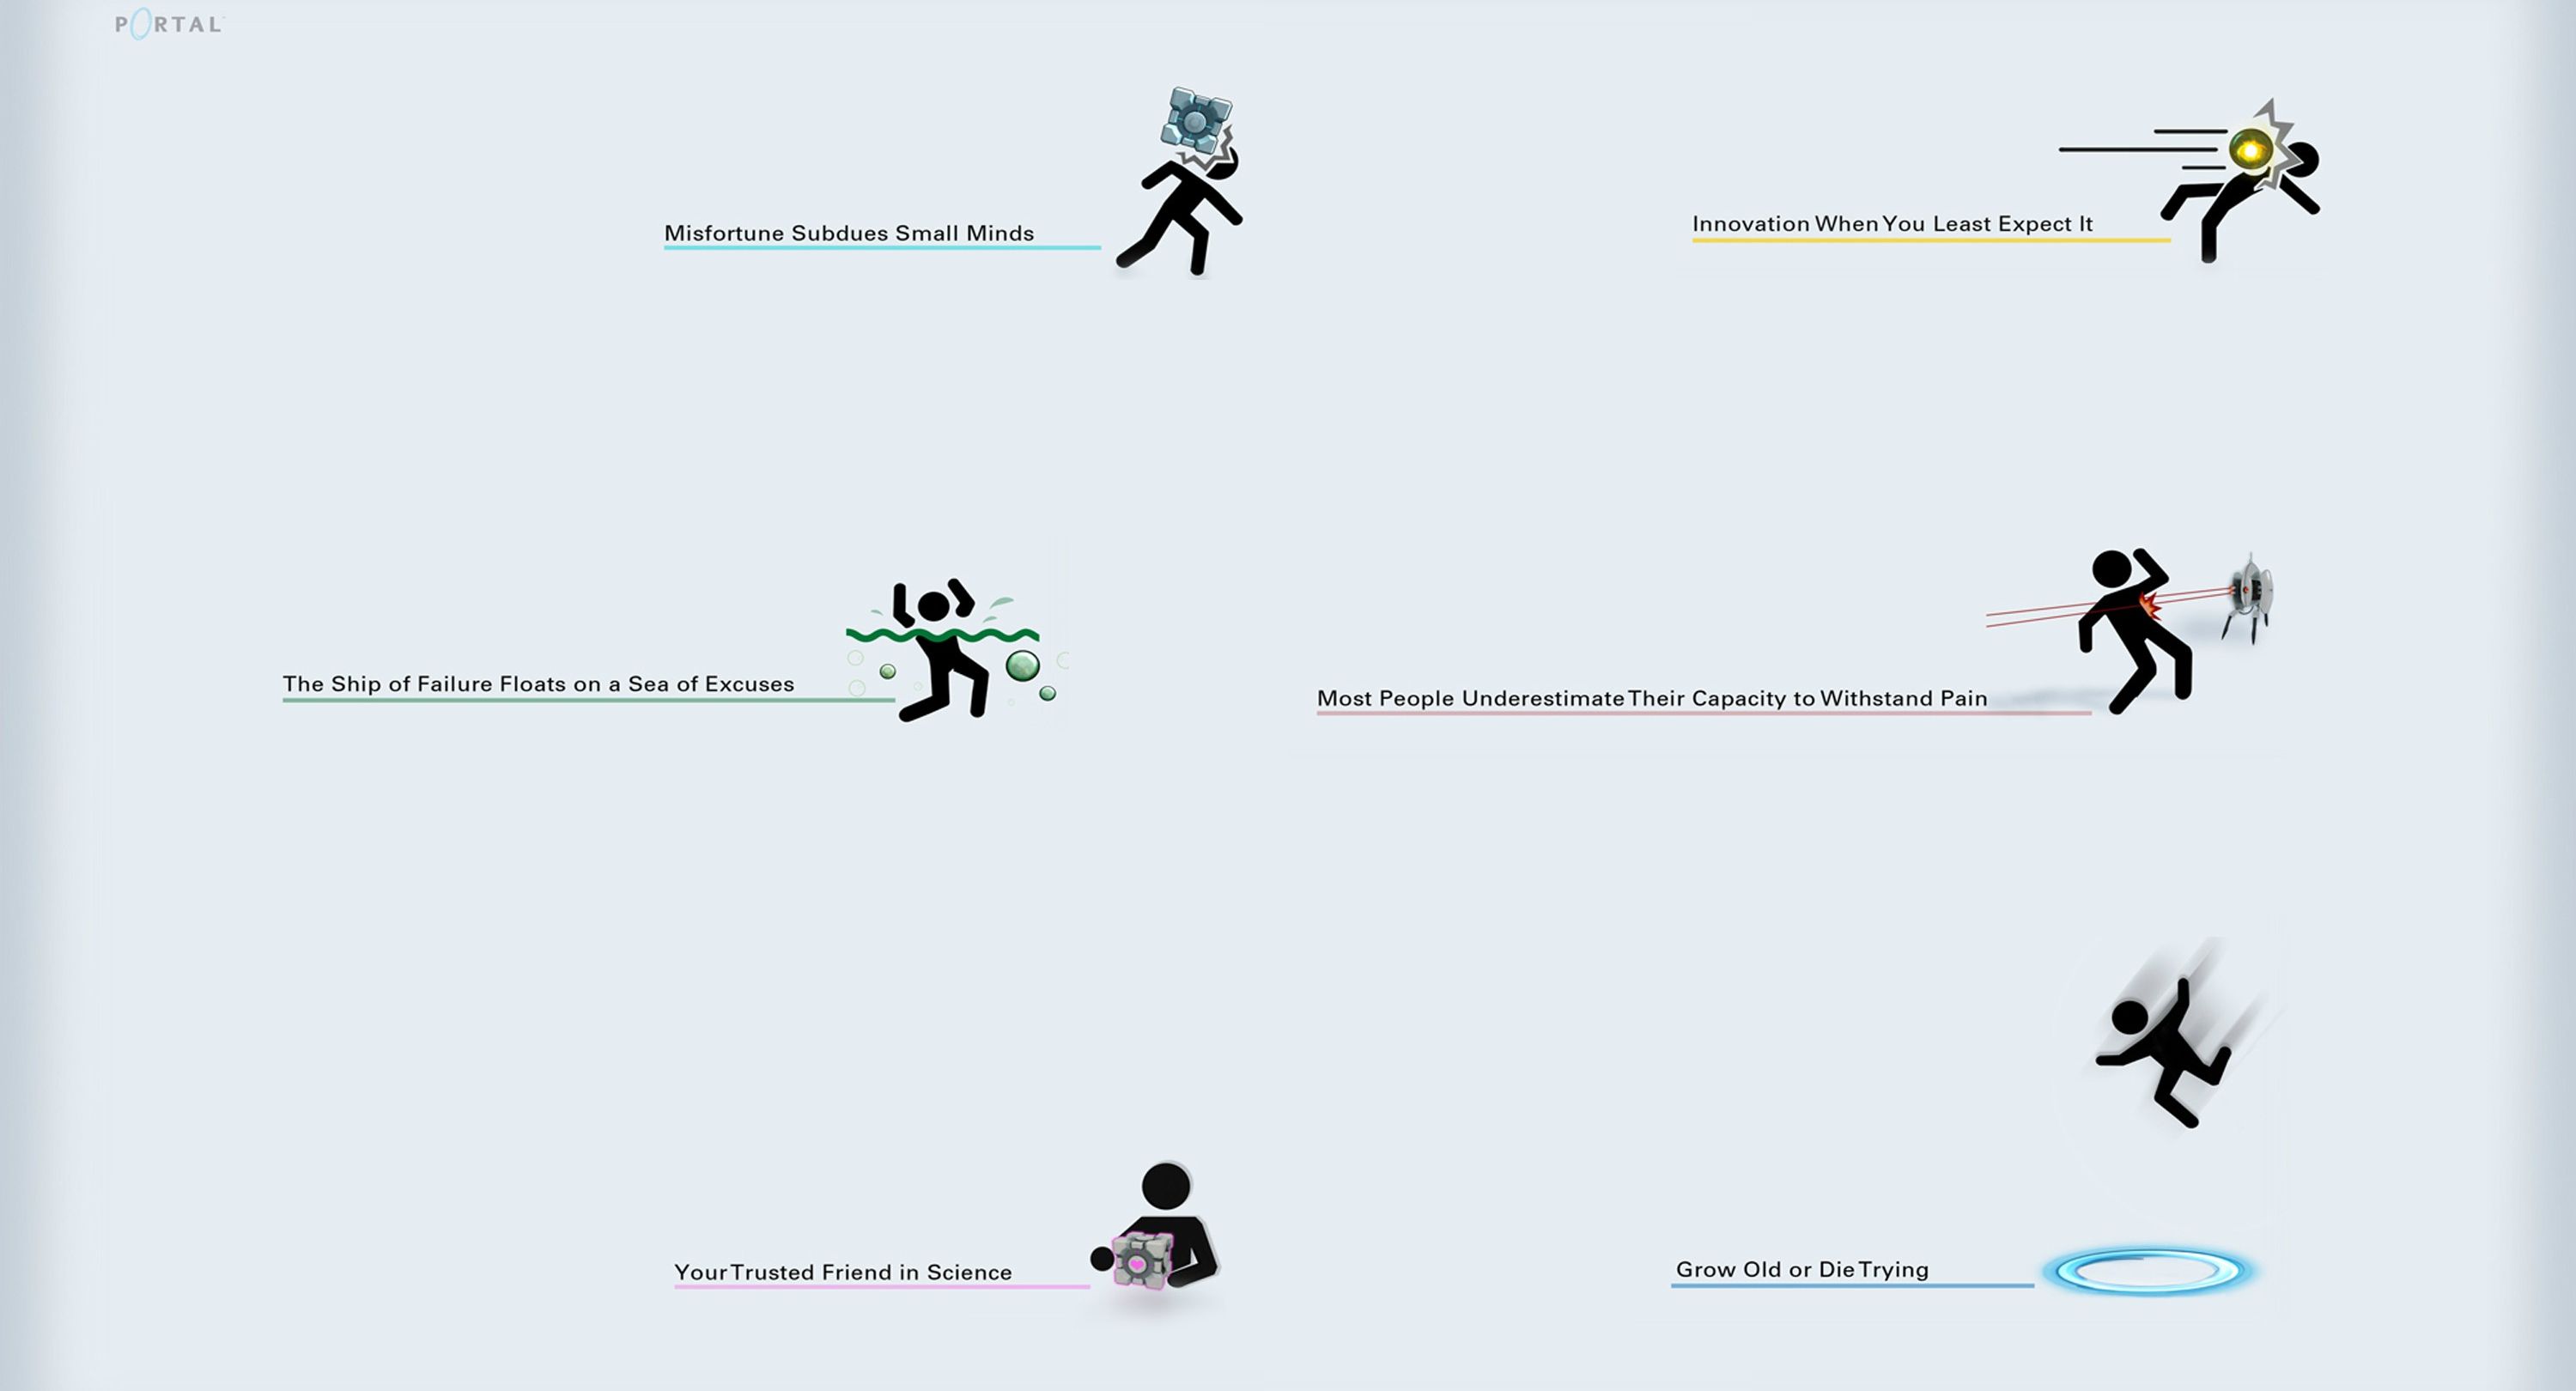 PORTAL
Misfortune Subdues Small Minds
Innovation When You Least Expect It
The Ship of Failure Floats on a Sea of Excuses
Most People Underestimate Their Capacity to Withstand Pain
Your Trusted Friend in Science
Grow Old or Die Trying